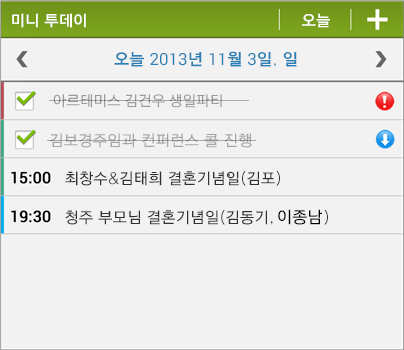 미니 투데이 오늘
오늘 2013년 11월 3일. 일
아르테미스 김건우 생일파티
김보경주임과 컨퍼런스 콜 진행
15:00 최창수&김태희 결혼기념일(김포)
19:30 청주 부모님 결혼기념일(김동기, 이종남)